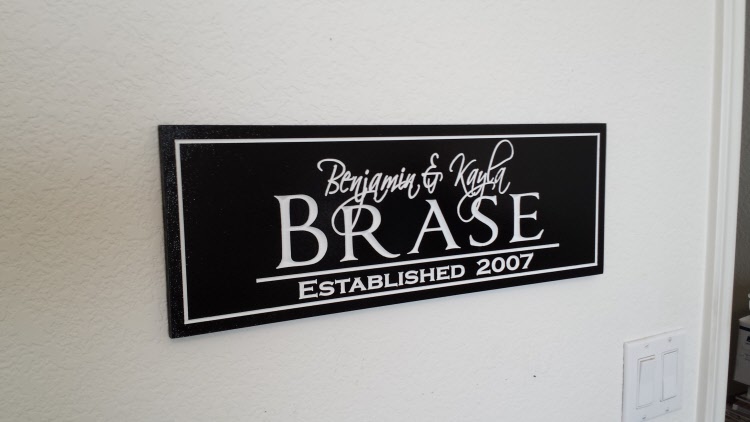 Benjamin & Kayla
BRASE
ESTABLISHED 2007